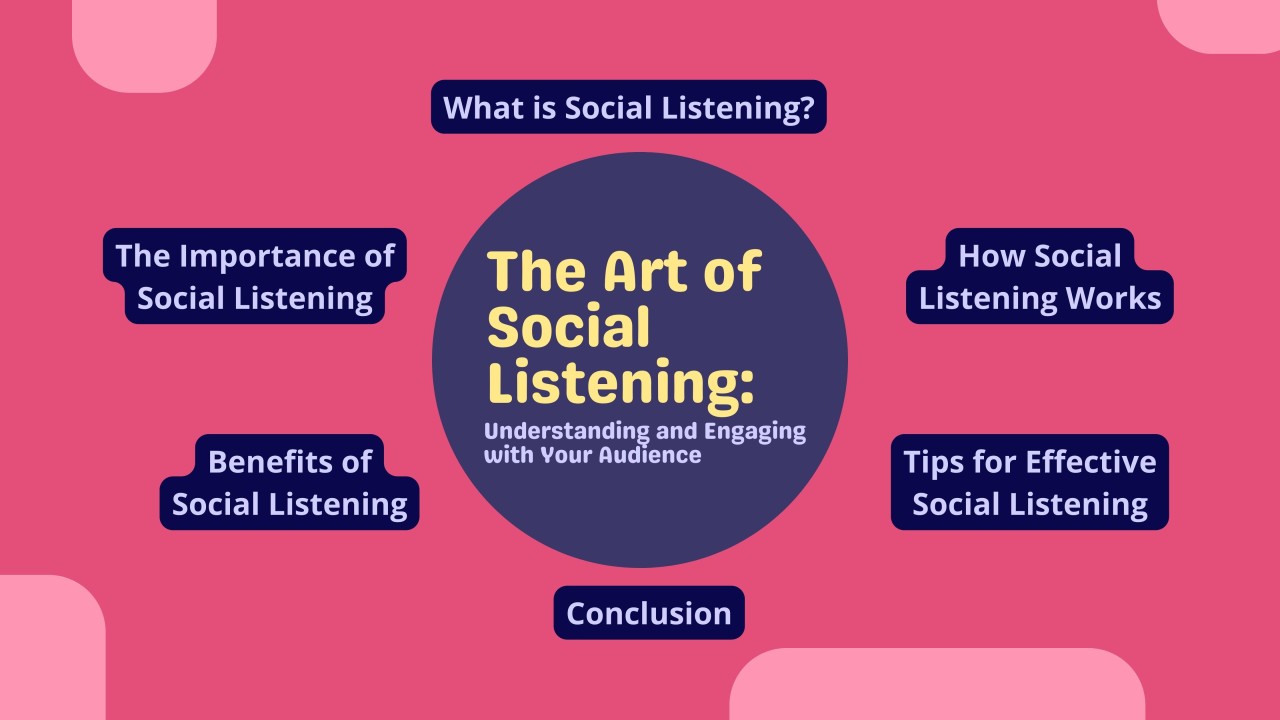 What is Social Listening?
The Importance of
Social Listening
How Social
Listening Works
The Art of
Social
Listening:
Understanding and Engaging
with Your Audience
Benefits of
Social Listening
Tips for Effective
Social Listening
Conclusion